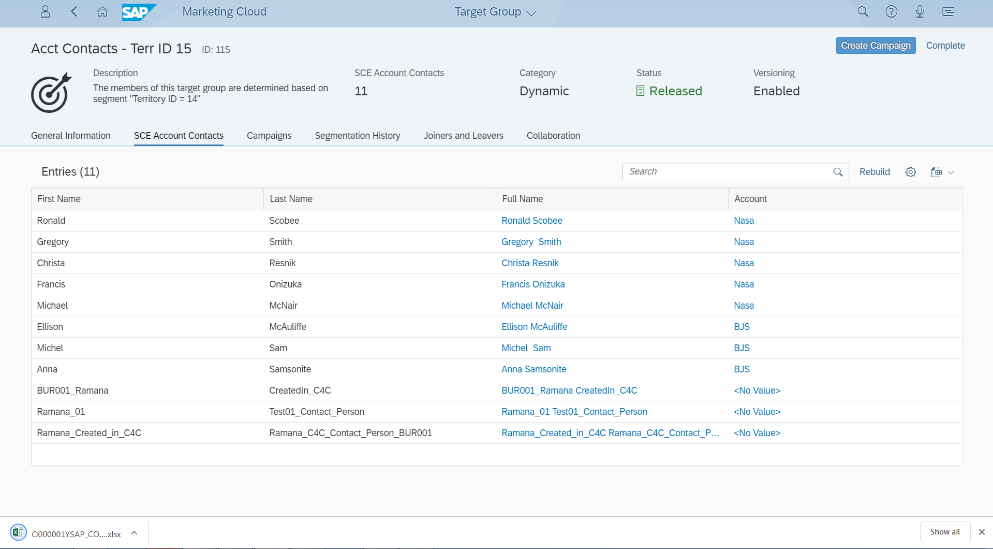 SAP Marketing Cloud Target Group
Acct Contacts - Terr ID 15 ID: 115 Create Campaign Complete
Description SCE Account Contacts Category Status Versioning
The members of this target group are determined based on
segment "Territory ID = 14"
11 Dynamic Released Enabled
General Information SCE Account Contacts Campaigns Segmentation History Joiners and Leavers Collaboration
Entries (11) Search Rebuild
First Name Last Name Full Name Account
Ronald Scobee Ronald Scobee Nasa
Gregory Smith Gregory Smith Nasa
Christa Resnik Christa Resnik Nasa
Francis Onizuka Francis Onizuka Nasa
Michael McNair Michael McNair Nasa
Ellison McAuliffe Ellison McAuliffe BJS
Michel Sam Michel Sam BJS
Anna Samsonite Anna Samsonite BJS
BUR001_Ramana CreatedIn_C4C BUR001_Ramana CreatedIn_C4C <No Value>
Ramana_01 Test01_Contact_Person Ramana_01 Test01_Contact_Person <No Value>
Ramana_Created_in_C4C Ramana_C4C_Contact_Person_BUR001 Ramana_Created_in_C4C Ramana_C4C_Contact_P... <No Value>
O000001YSAP_CO....xlsx Show all